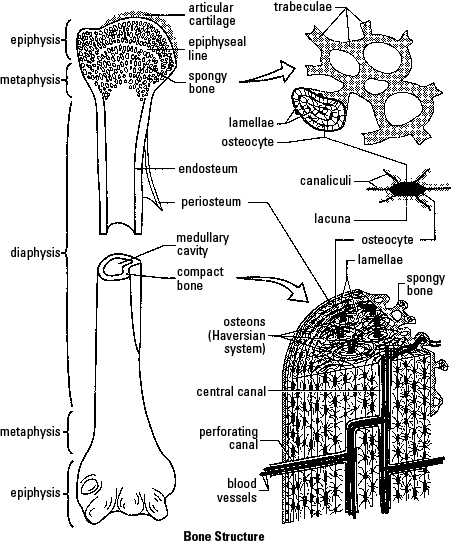 articular
cartilage
trabeculae
epiphysis
epiphyseal
line
metaphysis
spongy
bone
lamellae
osteocyte
endosteum
canaliculi
periosteum
lacuna
diaphysis
medullary
cavity
osteocyte
lamellae
compact
bone
spongy
bone
osteons
(Haversian
system)
central canal
metaphysis
perforating
canal
epiphysis
blood
vessels
Bone Structure